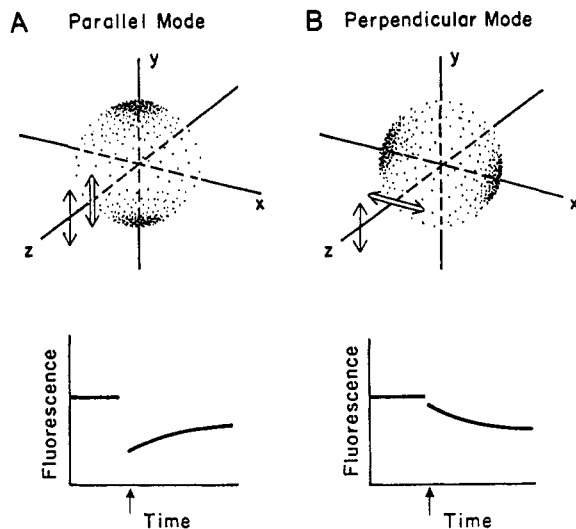 A Parallel Mode
B Perpendicular Mode
y
x
z
y
x
z
Fluorescence
Time
Fluorescence
Time